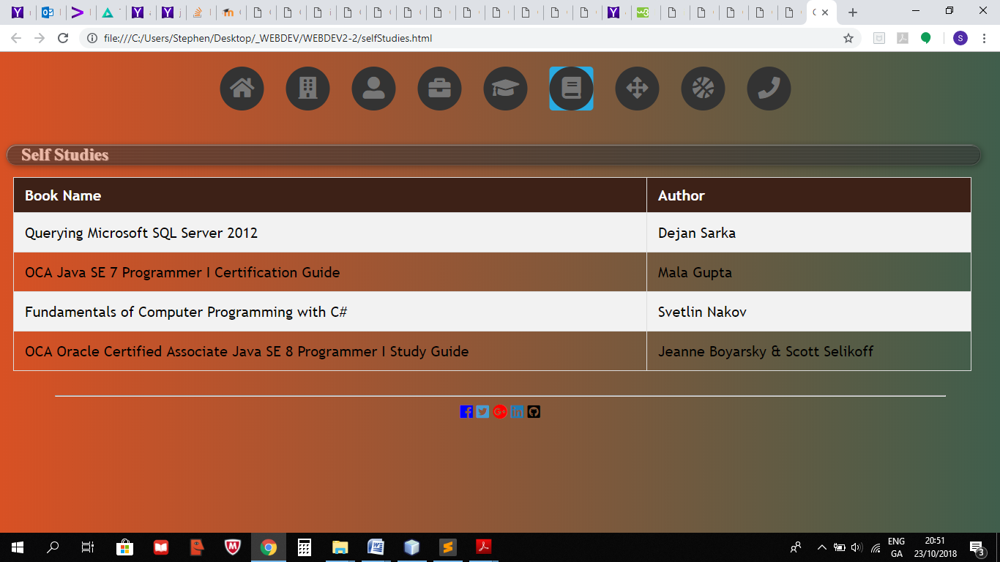 file:///C:/Users/Stephen/Desktop/_WEBDEV/WEBDEV2-2/selfStudies.html
S
Self Studies
Book Name Author
Querying Microsoft SQL Server 2012 Dejan Sarka
OCA Java SE 7 Programmer I Certification Guide Mala Gupta
Fundamentals of Computer Programming with C# Svetlin Nakov
OCA Oracle Certified Associate Java SE 8 Programmer I Study Guide Jeanne Boyarsky & Scott Selikoff
ENG 20:51
GA 23/10/2018 3